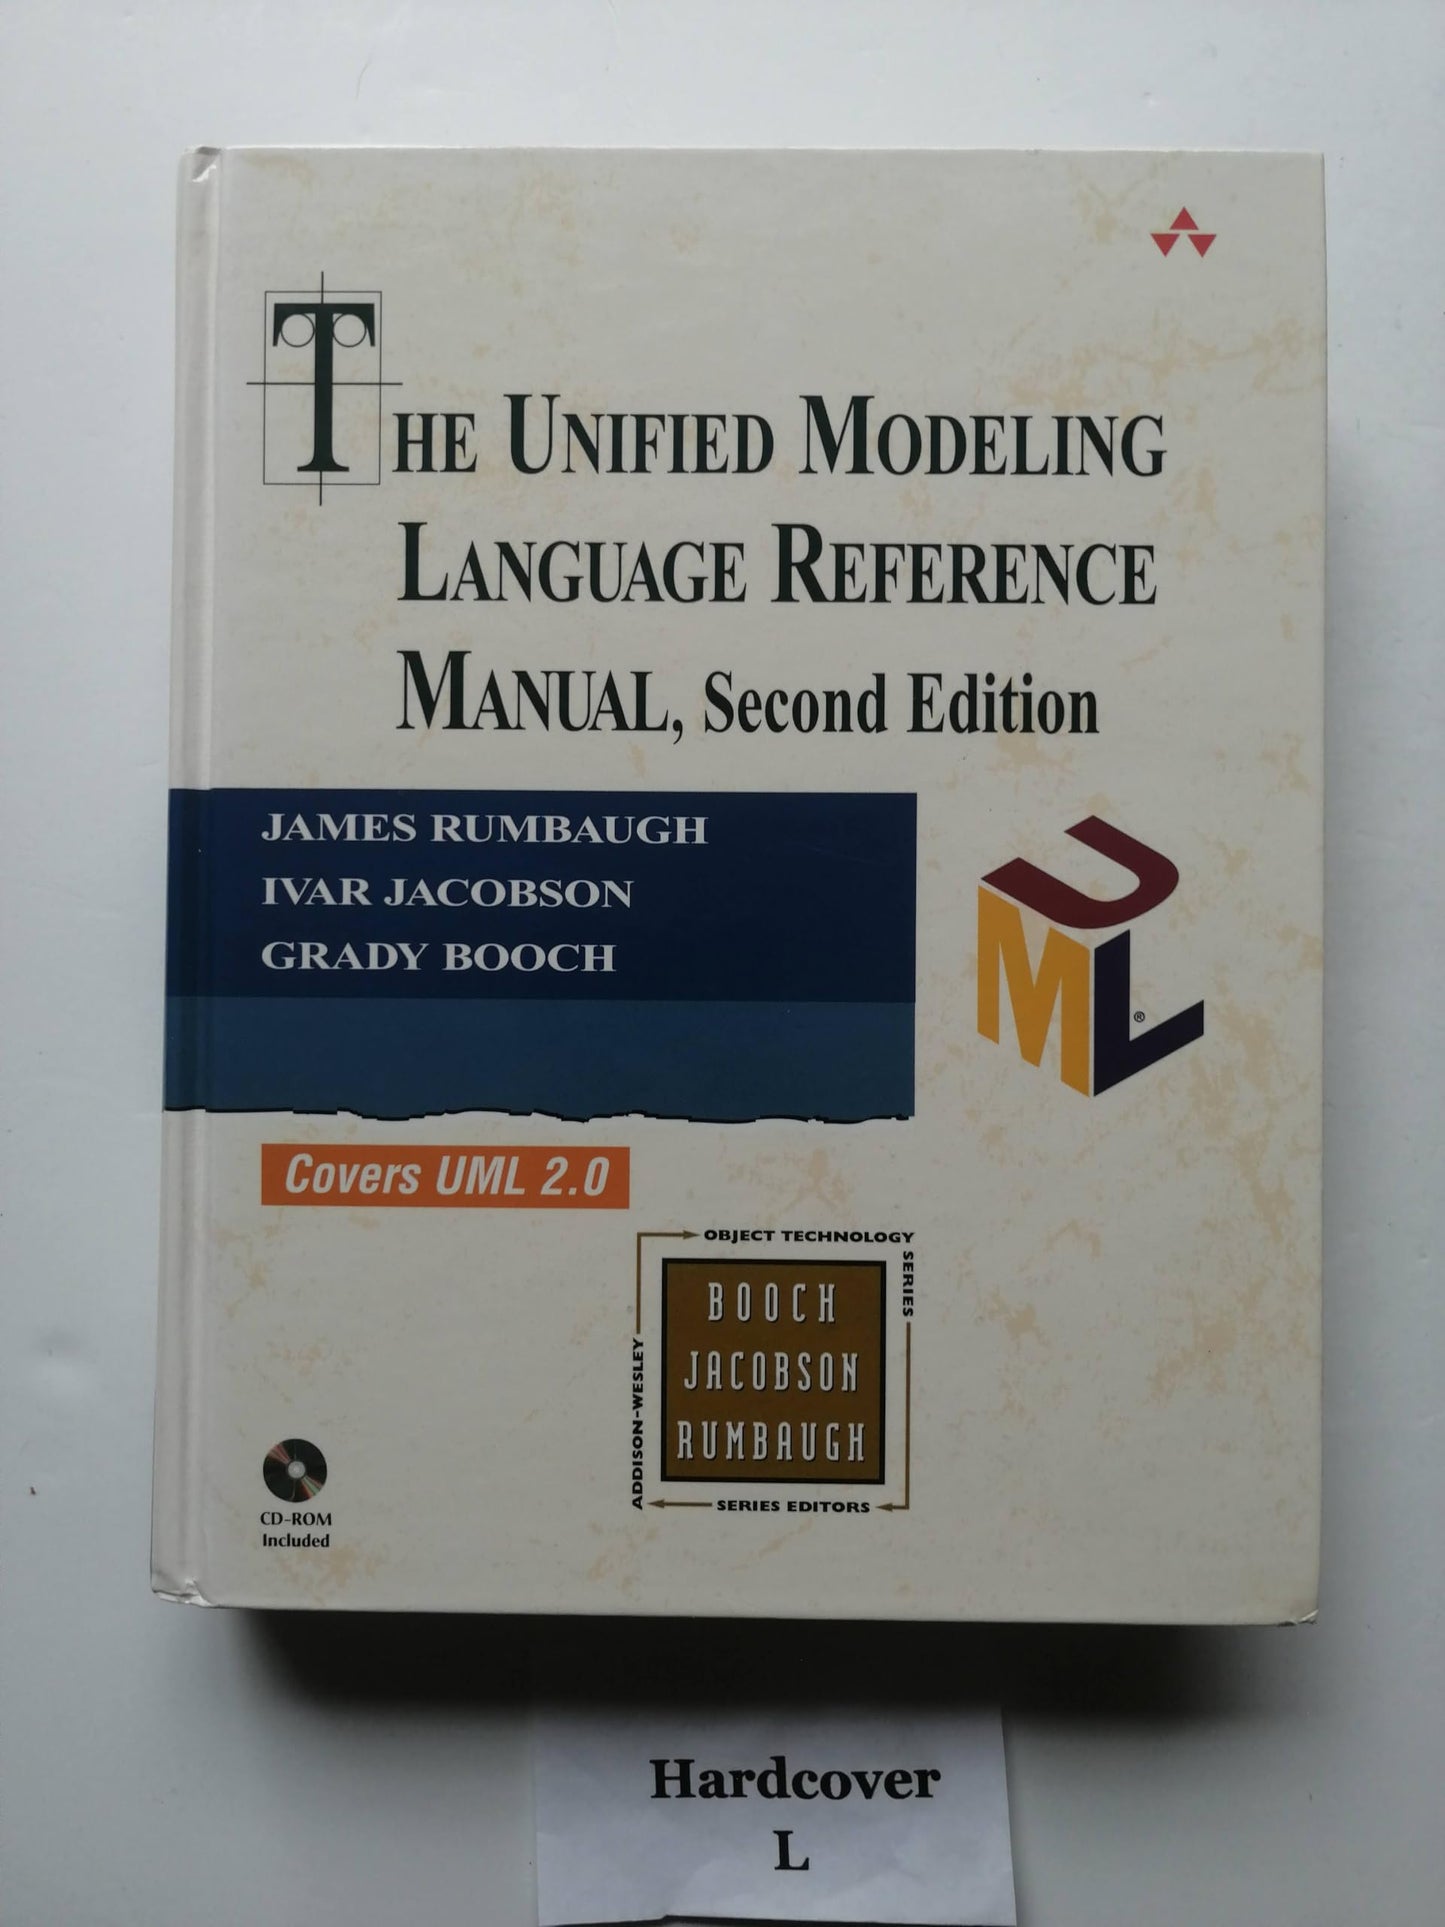 THE UNIFIED MODELING
LANGUAGE REFERENCE
MANUAL, Second Edition
JAMES RUMBAUGH
IVAR JACOBSON
GRADY BOOCH
UML®
Covers UML 2.0
OBJECT TECHNOLOGY
SERIES
BOOCH
JACOBSON
RUMBAUGH
ADDISON-WESLEY
SERIES EDITORS
CD-ROM
Included
Hardcover
L